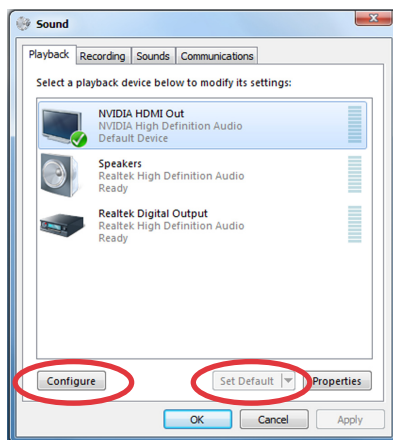 Sound
Playback Recording Sounds Communications
Select a playback device below to modify its settings:
NVIDIA HDMI Out
NVIDIA High Definition Audio
Default Device
Speakers
Realtek High Definition Audio
Ready
Realtek Digital Output
Realtek High Definition Audio
Ready
Configure Set Default Properties
OK Cancel Apply